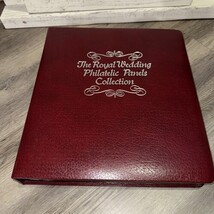 The Royal Wedding
Philatelic Panels
Collection